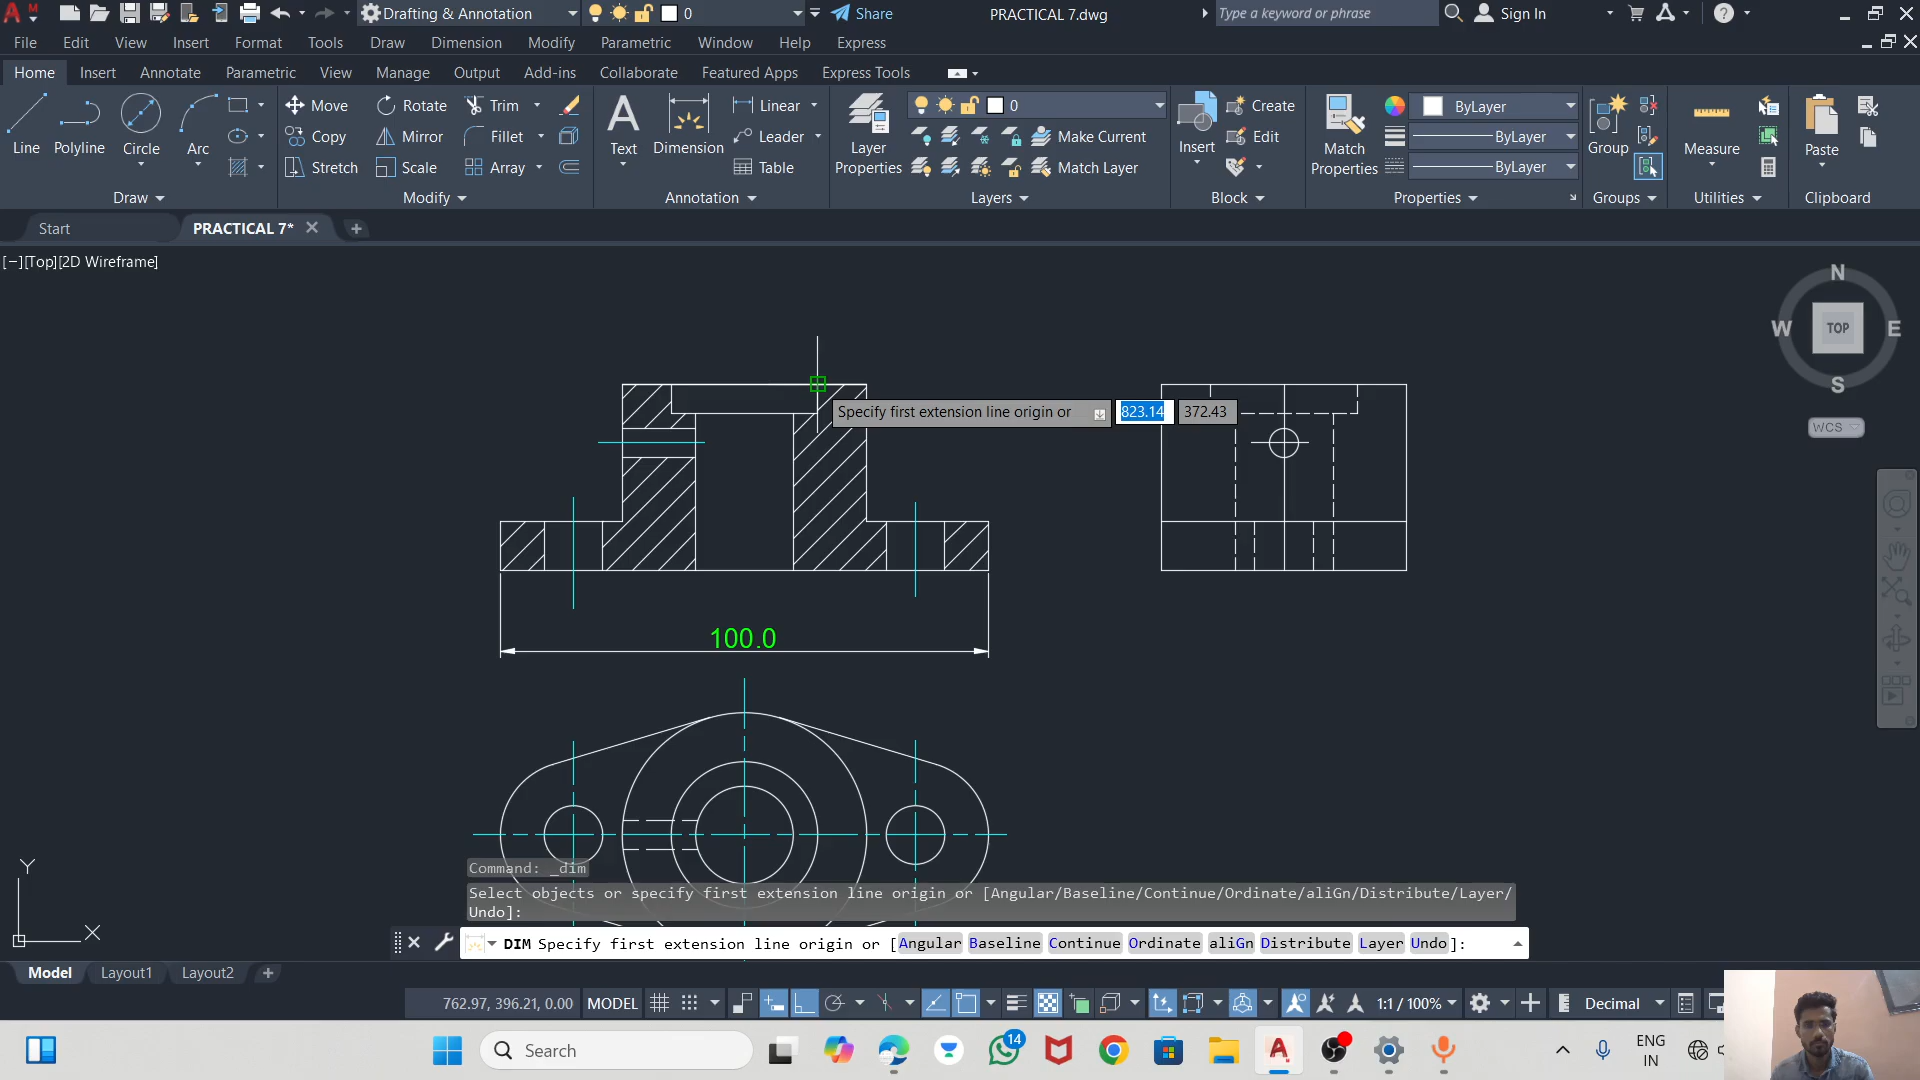 Drafting & Annotation
0
Share
PRACTICAL 7.dwg
Type a keyword or phrase
Sign In
File Edit View Insert Format Tools Draw Dimension Modify Parametric Window Help Express
Home Insert Annotate Parametric View Manage Output Add-ins Collaborate Featured Apps Express Tools
Line Polyline Circle Arc
Move Rotate Trim
Copy Mirror Fillet
Stretch Scale Array
Text Dimension
Linear
Leader
Table
Layer Properties
0
Make Current
Match Layer
Insert
Create
Edit
Match Properties
ByLayer
ByLayer
ByLayer
Group
Measure
Paste
Draw Modify Annotation Layers Block Properties Groups Utilities Clipboard
Start PRACTICAL 7*
[−][Top][2D Wireframe]
N
W TOP E
S
WCS
Specify first extension line origin or 823.14 372.43
100.0
Y
X
Command: _dim
Select objects or specify first extension line origin or [Angular/Baseline/Continue/Ordinate/aliGn/Distribute/Layer/
Undo]:
DIM Specify first extension line origin or [Angular Baseline Continue Ordinate aliGn Distribute Layer Undo]:
Model Layout1 Layout2
762.97, 396.21, 0.00 MODEL 1:1 / 100% Decimal
Search
14
ENG
IN